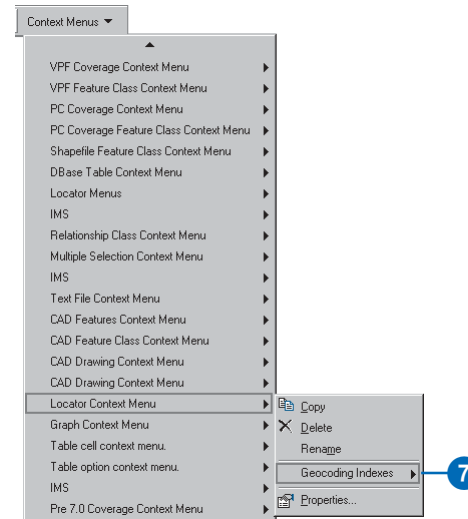 Context Menus
VPF Coverage Context Menu
VPF Feature Class Context Menu
PC Coverage Context Menu
PC Coverage Feature Class Context Menu
Shapefile Feature Class Context Menu
DBase Table Context Menu
Locator Menus
IMS
Relationship Class Context Menu
Multiple Selection Context Menu
IMS
Text File Context Menu
CAD Features Context Menu
CAD Feature Class Context Menu
CAD Drawing Context Menu
CAD Drawing Context Menu
Locator Context Menu
Graph Context Menu
Table cell context menu.
Table option context menu.
IMS
Pre 7.0 Coverage Context Menu
Copy
Delete
Rename
Geocoding Indexes
Properties...
7